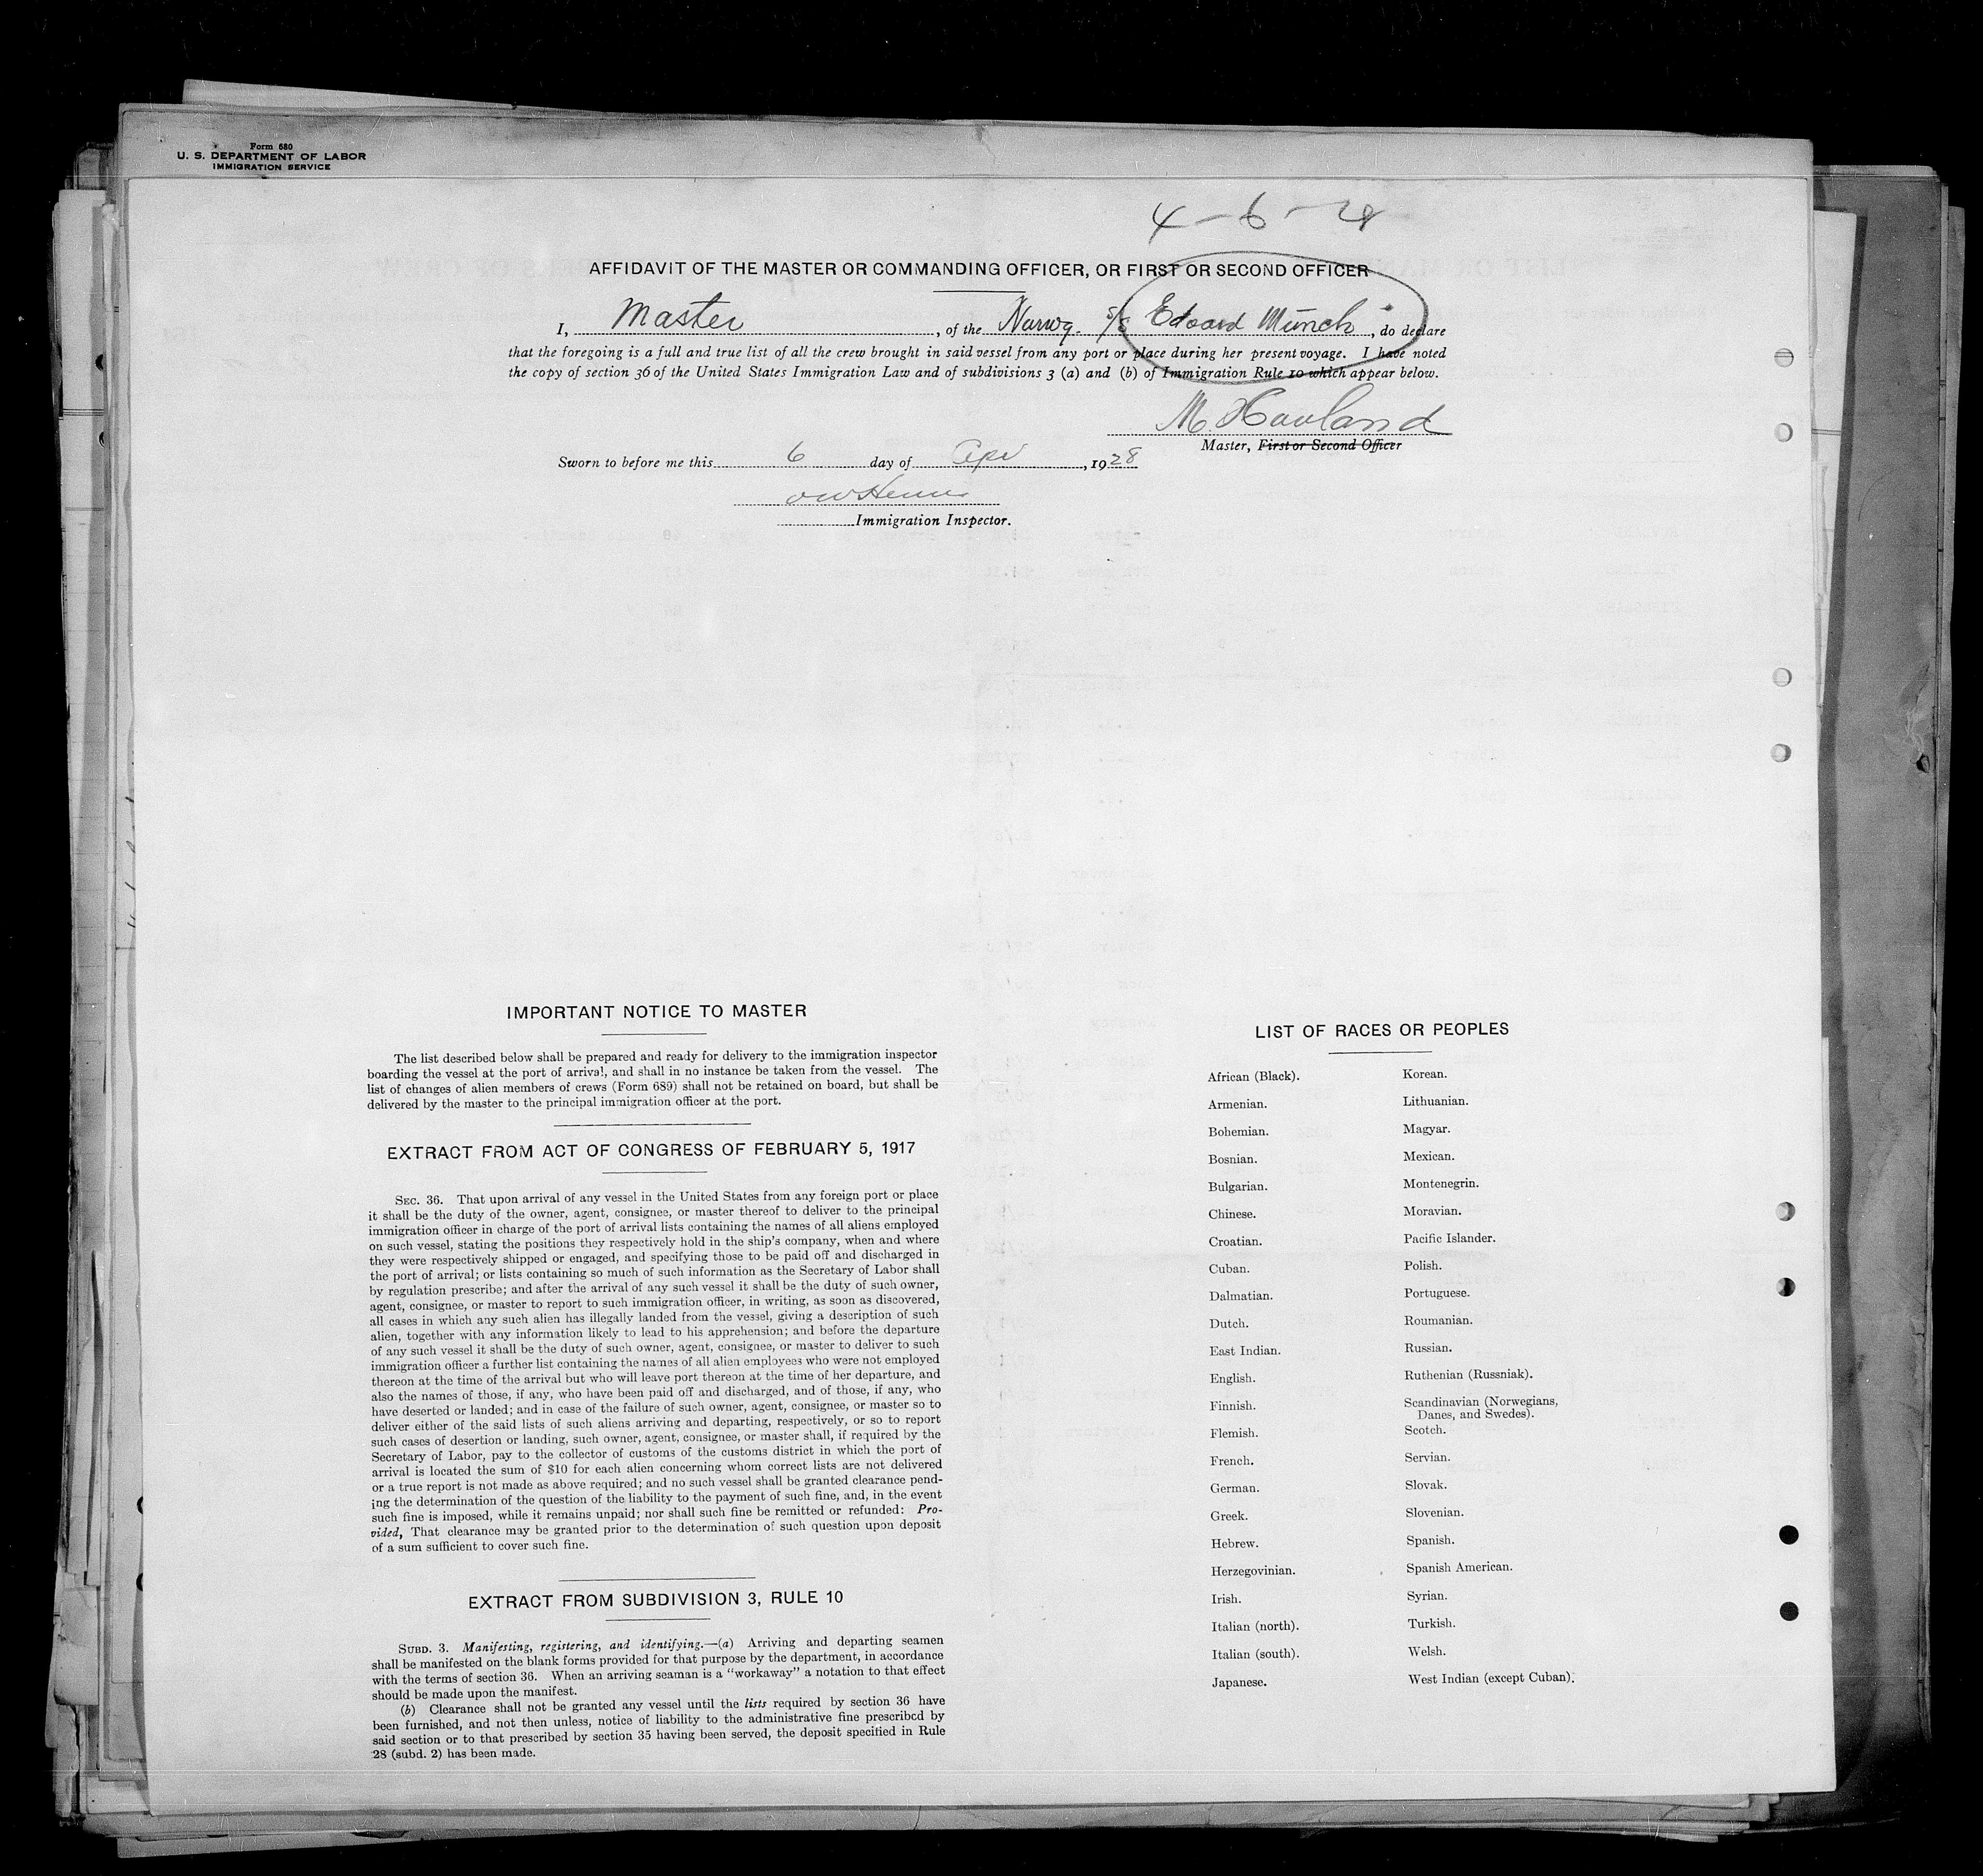 Form 680
U. S. DEPARTMENT OF LABOR
IMMIGRATION SERVICE
4-6-28
AFFIDAVIT OF THE MASTER OR COMMANDING OFFICER, OR FIRST OR SECOND OFFICER
I, Master, of the Norwg. s/s Edvard Münch, do declare
that the foregoing is a full and true list of all the crew brought in said vessel from any port or place during her present voyage. I have noted
the copy of section 36 of the United States Immigration Law and of subdivisions 3 (a) and (b) of Immigration Rule 10 which appear below.
M. Havland
Master, First or Second Officer
Sworn to before me this 6 day of Apr, 1928
Immigration Inspector.
IMPORTANT NOTICE TO MASTER
The list described below shall be prepared and ready for delivery to the immigration inspector
boarding the vessel at the port of arrival, and shall in no instance be taken from the vessel. The
list of changes of alien members of crews (Form 689) shall not be retained on board, but shall be
delivered by the master to the principal immigration officer at the port.
EXTRACT FROM ACT OF CONGRESS OF FEBRUARY 5, 1917
SEC. 36. That upon arrival of any vessel in the United States from any foreign port or place
it shall be the duty of the owner, agent, consignee, or master thereof to deliver to the principal
immigration officer in charge of the port of arrival lists containing the names of all aliens employed
on such vessel, stating the positions they respectively hold in the ship's company, when and where
they were respectively shipped or engaged, and specifying those to be paid off and discharged in
the port of arrival; or lists containing so much of such information as the Secretary of Labor shall
by regulation prescribe; and after the arrival of any such vessel it shall be the duty of such owner,
agent, consignee, or master to report to such immigration officer, in writing, as soon as discovered,
all cases in which any such alien has illegally landed from the vessel, giving a description of such
alien, together with any information likely to lead to his apprehension; and before the departure
of any such vessel it shall be the duty of such owner, agent, consignee, or master to deliver to such
immigration officer a further list containing the names of all alien employees who were not employed
thereon at the time of the arrival but who will leave port thereon at the time of her departure, and
also the names of those, if any, who have been paid off and discharged, and of those, if any, who
have deserted or landed; and in case of the failure of such owner, agent, consignee, or master so to
deliver either of the said lists of such aliens arriving and departing, respectively, or so to report
such cases of desertion or landing, such owner, agent, consignee, or master shall, if required by the
Secretary of Labor, pay to the collector of customs of the customs district in which the port of
arrival is located the sum of $10 for each alien concerning whom correct lists are not delivered
or a true report is not made as above required; and no such vessel shall be granted clearance pend-
ing the determination of the question of the liability to the payment of such fine, and, in the event
such fine is imposed, while it remains unpaid; nor shall such fine be remitted or refunded: Pro-
vided, That clearance may be granted prior to the determination of such question upon deposit
of a sum sufficient to cover such fine.
EXTRACT FROM SUBDIVISION 3, RULE 10
SUBD. 3. Manifesting, registering, and identifying.—(a) Arriving and departing seamen
shall be manifested on the blank forms provided for that purpose by the department, in accordance
with the terms of section 36. When an arriving seaman is a "workaway" a notation to that effect
should be made upon the manifest.
(b) Clearance shall not be granted any vessel until the lists required by section 36 have
been furnished, and not then unless, notice of liability to the administrative fine prescribed by
said section or to that prescribed by section 35 having been served, the deposit specified in Rule
28 (subd. 2) has been made.
LIST OF RACES OR PEOPLES
African (Black).
Armenian.
Bohemian.
Bosnian.
Bulgarian.
Chinese.
Croatian.
Cuban.
Dalmatian.
Dutch.
East Indian.
English.
Finnish.
Flemish.
French.
German.
Greek.
Hebrew.
Herzegovinian.
Irish.
Italian (north).
Italian (south).
Japanese.
Korean.
Lithuanian.
Magyar.
Mexican.
Montenegrin.
Moravian.
Pacific Islander.
Polish.
Portuguese.
Roumanian.
Russian.
Ruthenian (Russniak).
Scandinavian (Norwegians,
Danes, and Swedes).
Scotch.
Servian.
Slovak.
Slovenian.
Spanish.
Spanish American.
Syrian.
Turkish.
Welsh.
West Indian (except Cuban).